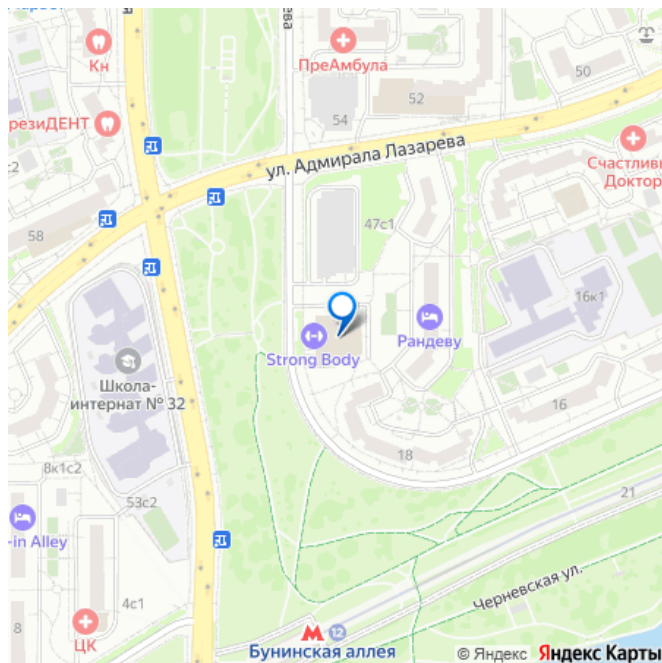 я
ева
Кн
ПреАмбула
50
52
54
резиДЕНТ
с2
ул. Адмирала Лазарева
Счастливы
Доктор
58
47с1
16к1
Рандеву
Strong Body
Школа-
интернат № 32
16
18
8к1с2
53с2
21
-in Alley
4с1
Черневская ул.
8
ЦК
12
Бунинская аллея
© Яндекс Яндекс Карты